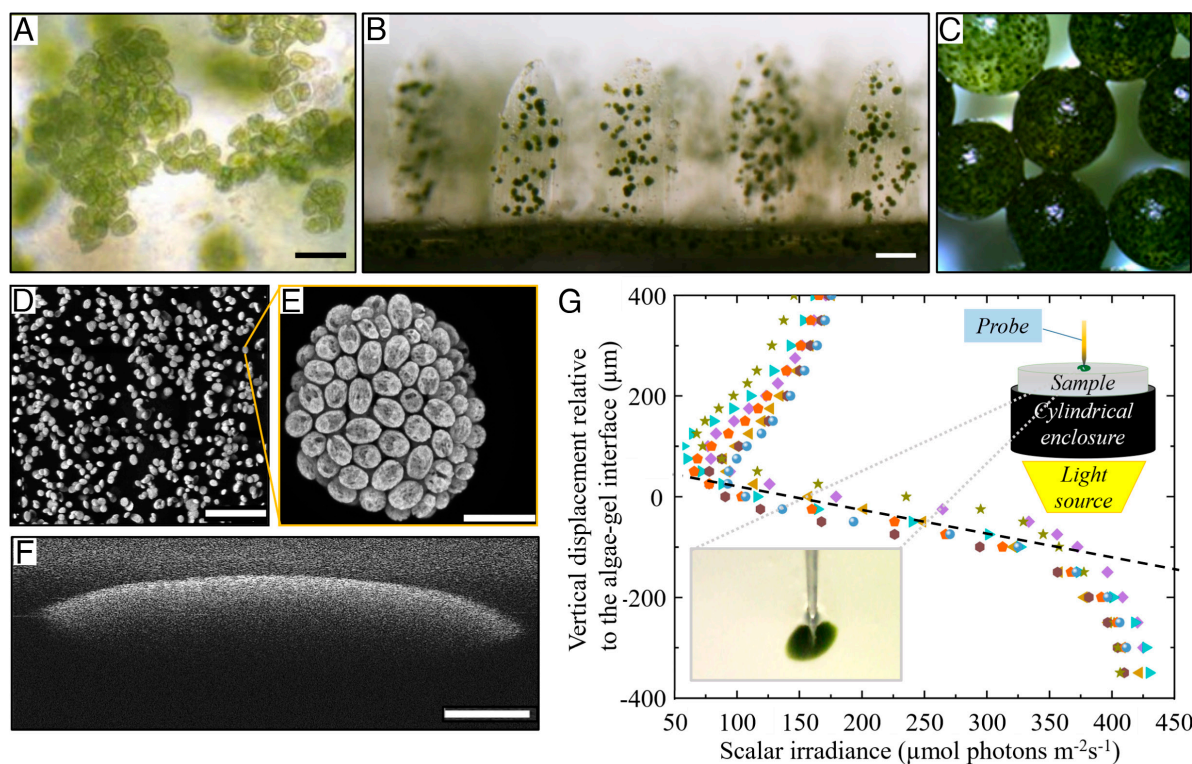 A
B
C
D
E
F
G
Vertical displacement relative
to the algae-gel interface (µm)
400
200
0
-200
-400
Probe
Sample
Cylindrical
enclosure
Light
source
50 100 150 200 250 300 350 400 450
Scalar irradiance (µmol photons m⁻²s⁻¹)